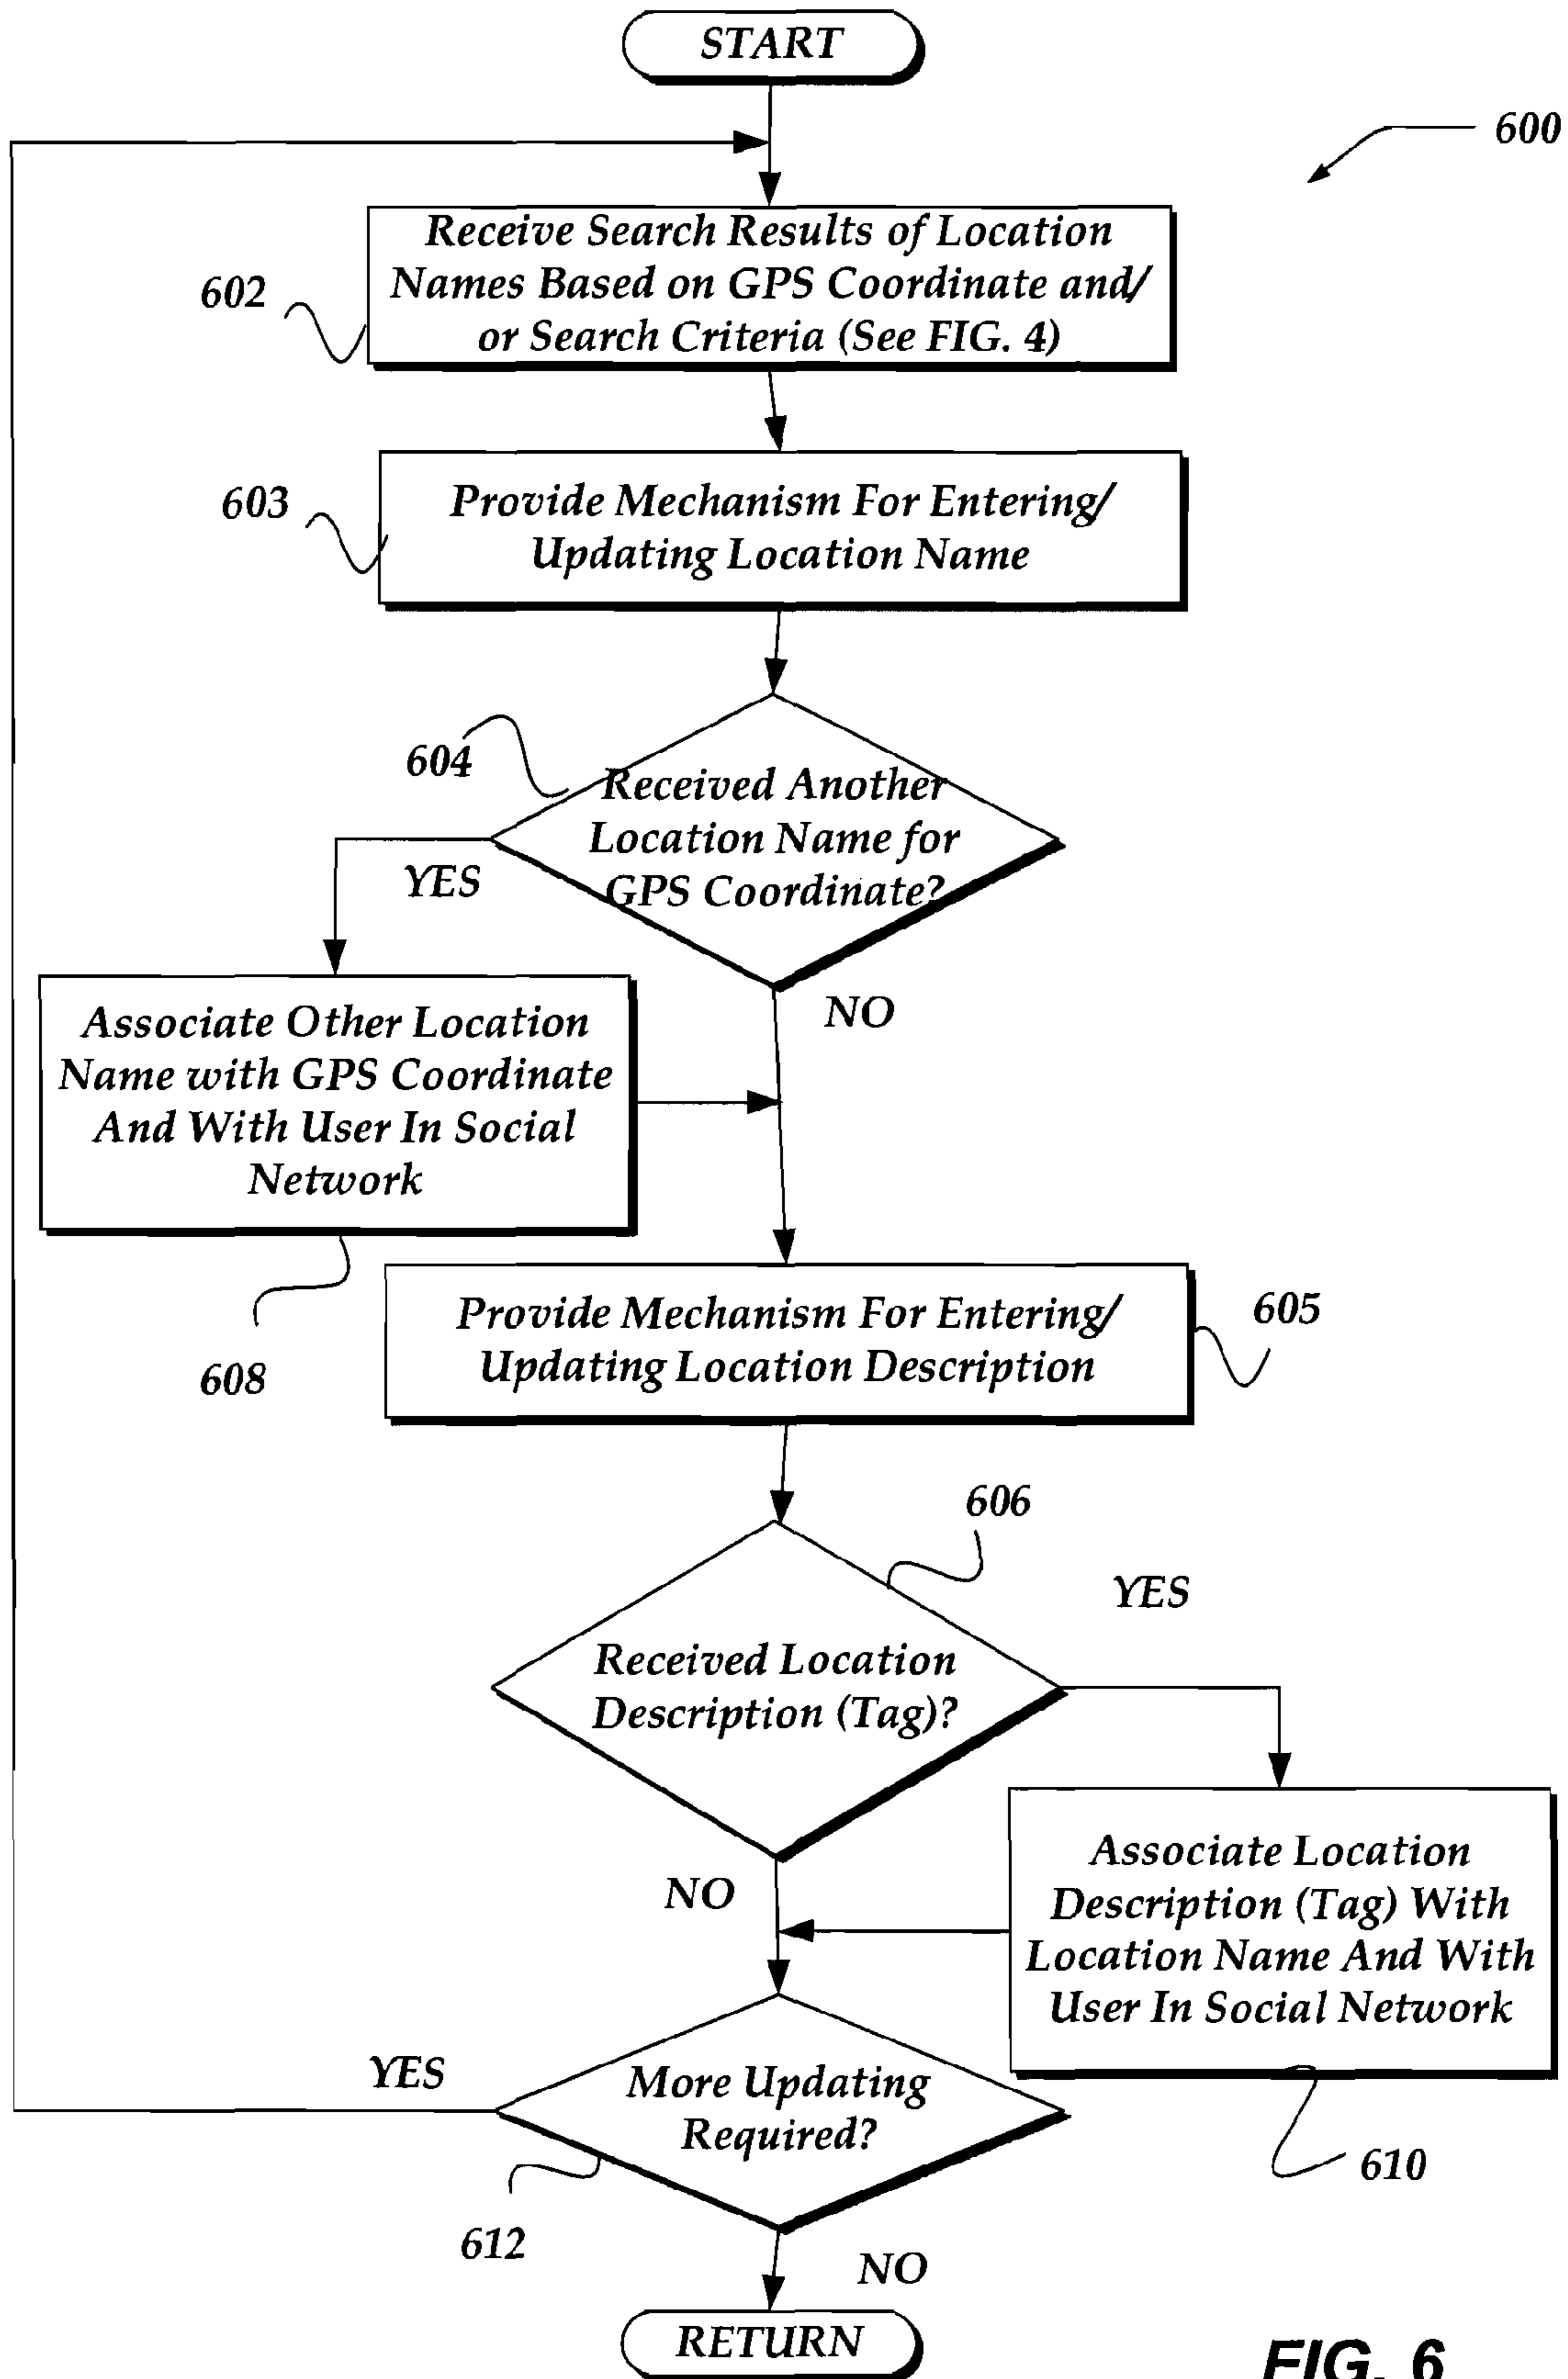 START
600
Receive Search Results of Location
Names Based on GPS Coordinate and/
or Search Criteria (See FIG. 4)
602
603
Provide Mechanism For Entering/
Updating Location Name
604
Received Another
Location Name for
GPS Coordinate?
YES
NO
Associate Other Location
Name with GPS Coordinate
And With User In Social
Network
608
Provide Mechanism For Entering/
Updating Location Description
605
606
YES
Received Location
Description (Tag)?
NO
Associate Location
Description (Tag) With
Location Name And With
User In Social Network
610
YES
More Updating
Required?
612
NO
RETURN
FIG. 6